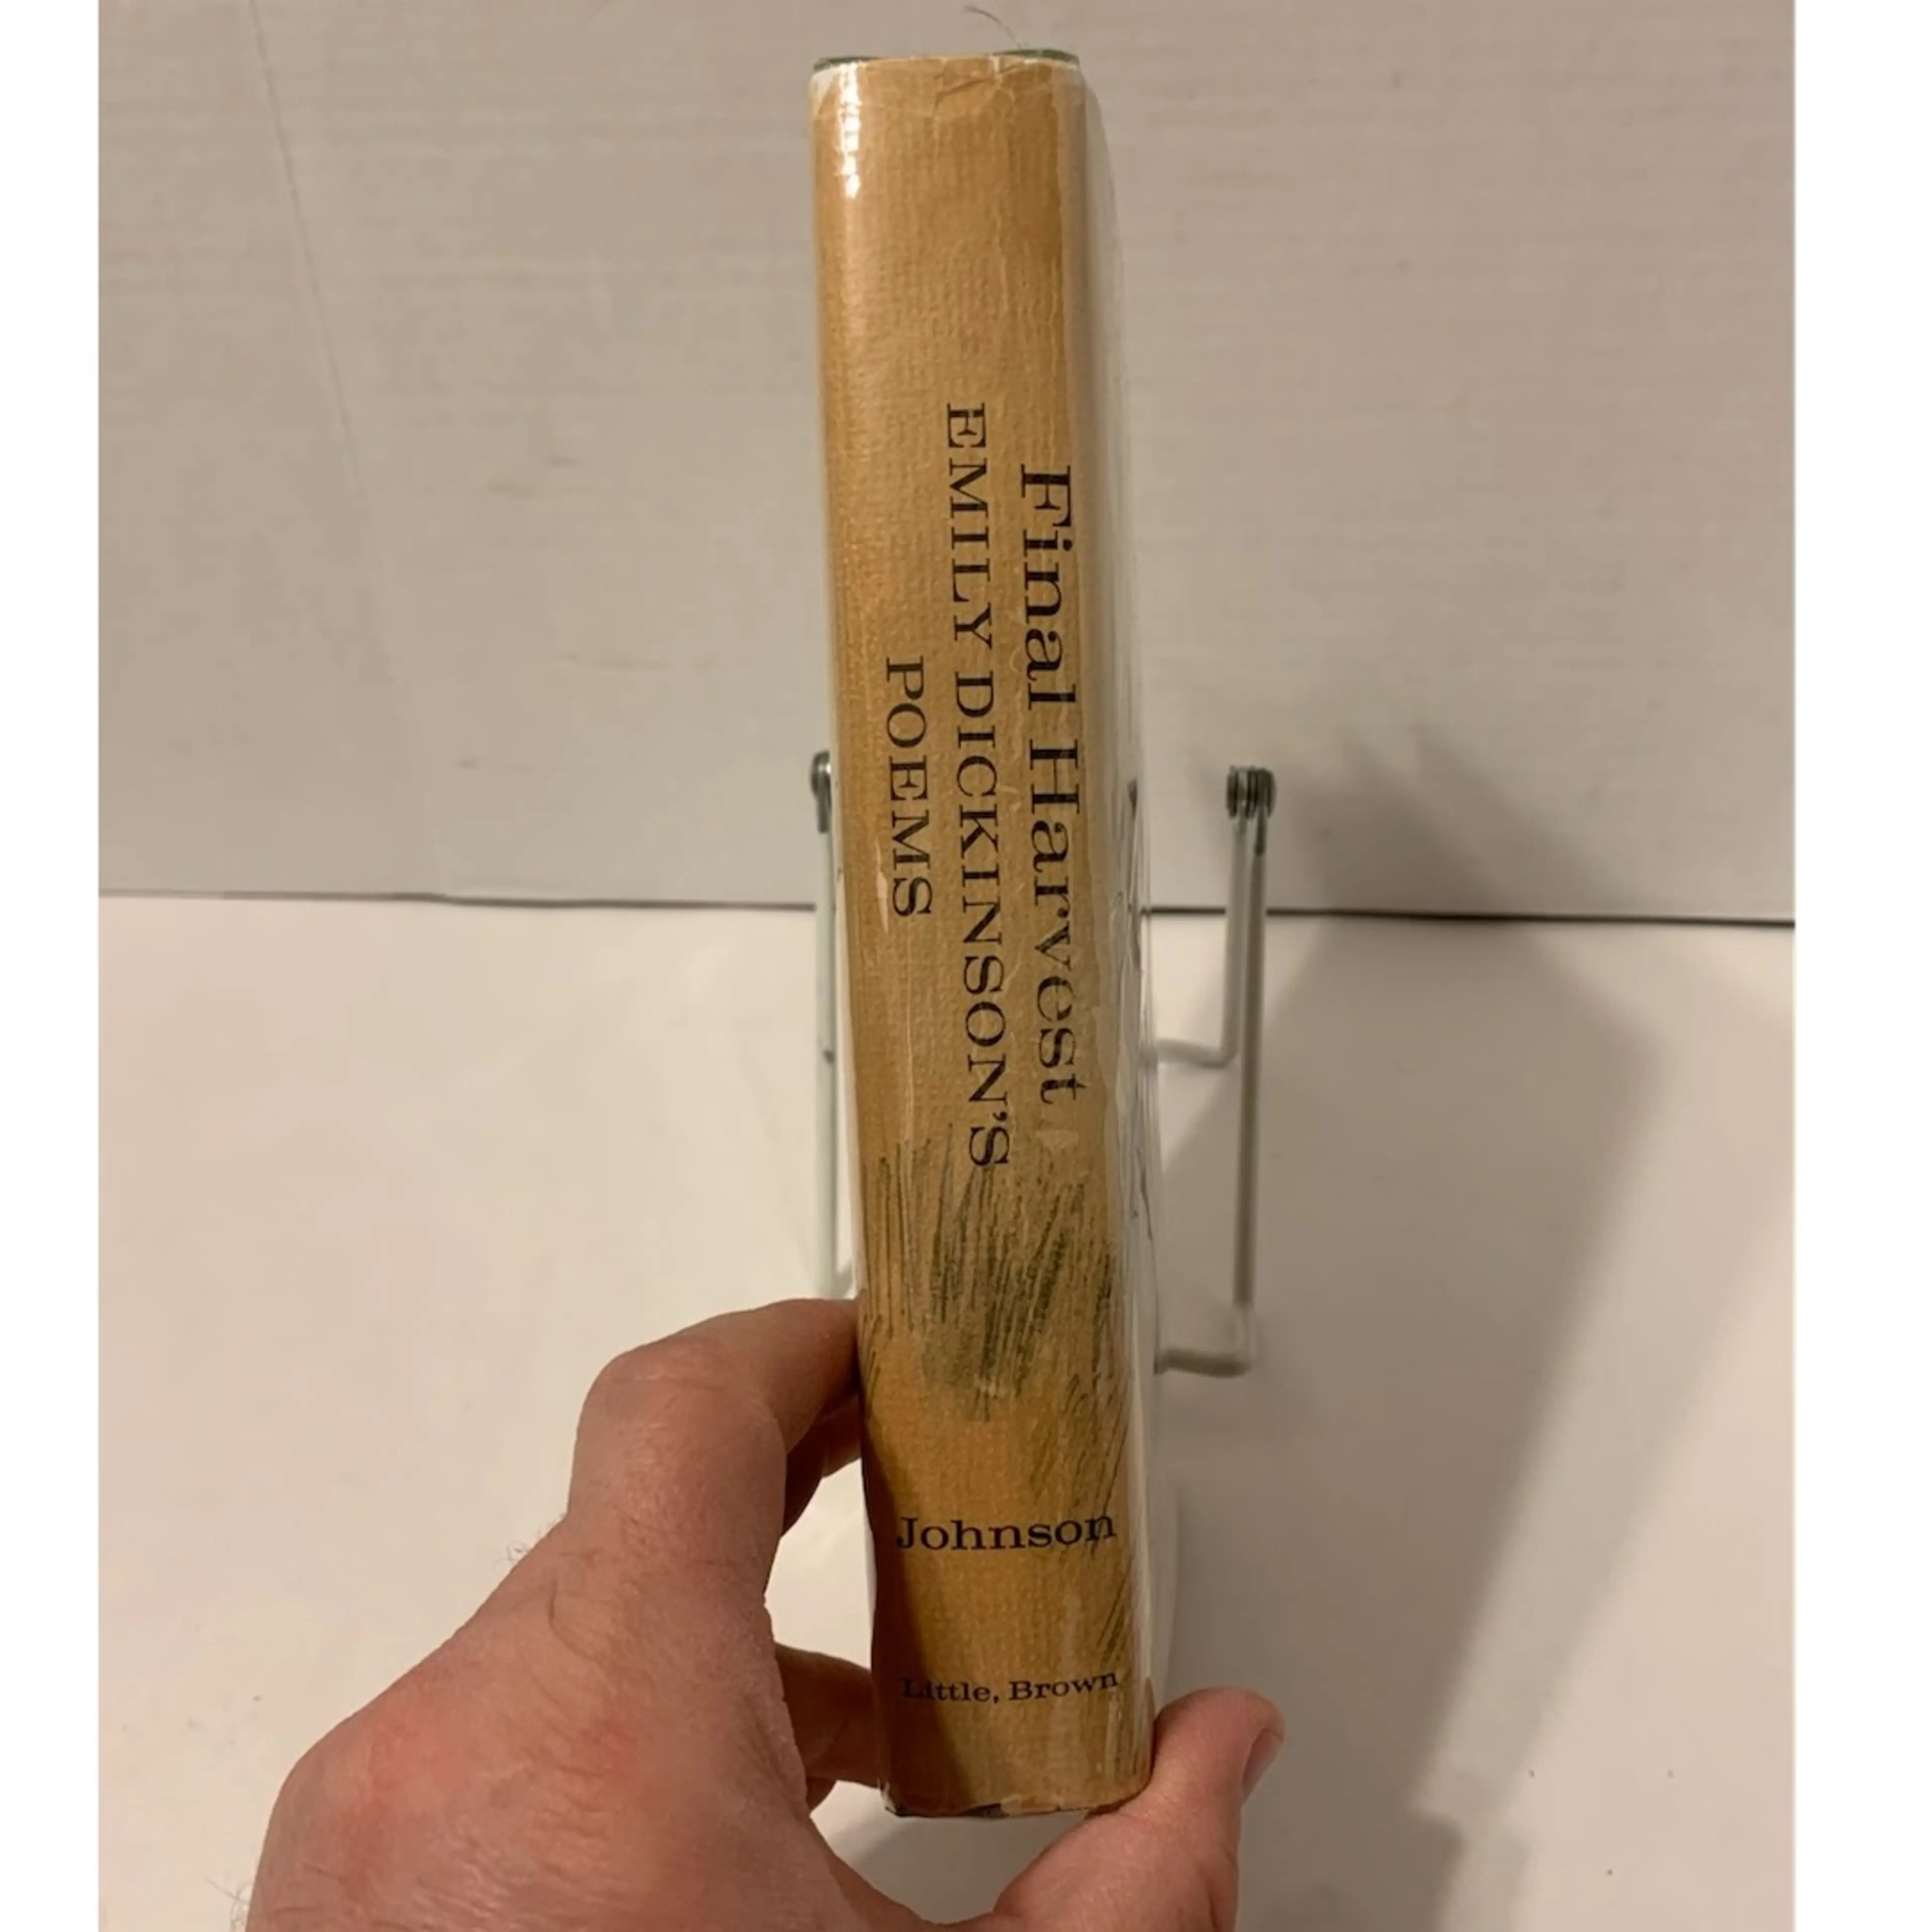 Final Harvest
EMILY DICKINSON'S
POEMS
Johnson
Little, Brown